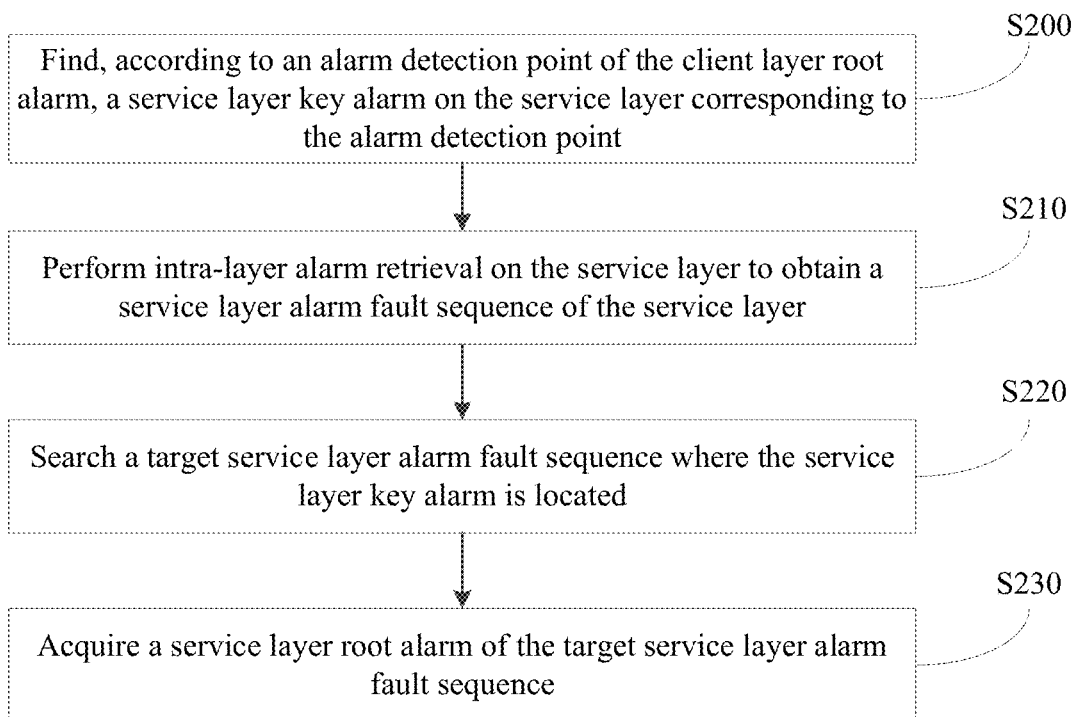 S200
Find, according to an alarm detection point of the client layer root
alarm, a service layer key alarm on the service layer corresponding to
the alarm detection point
S210
Perform intra-layer alarm retrieval on the service layer to obtain a
service layer alarm fault sequence of the service layer
S220
Search a target service layer alarm fault sequence where the service
layer key alarm is located
S230
Acquire a service layer root alarm of the target service layer alarm
fault sequence